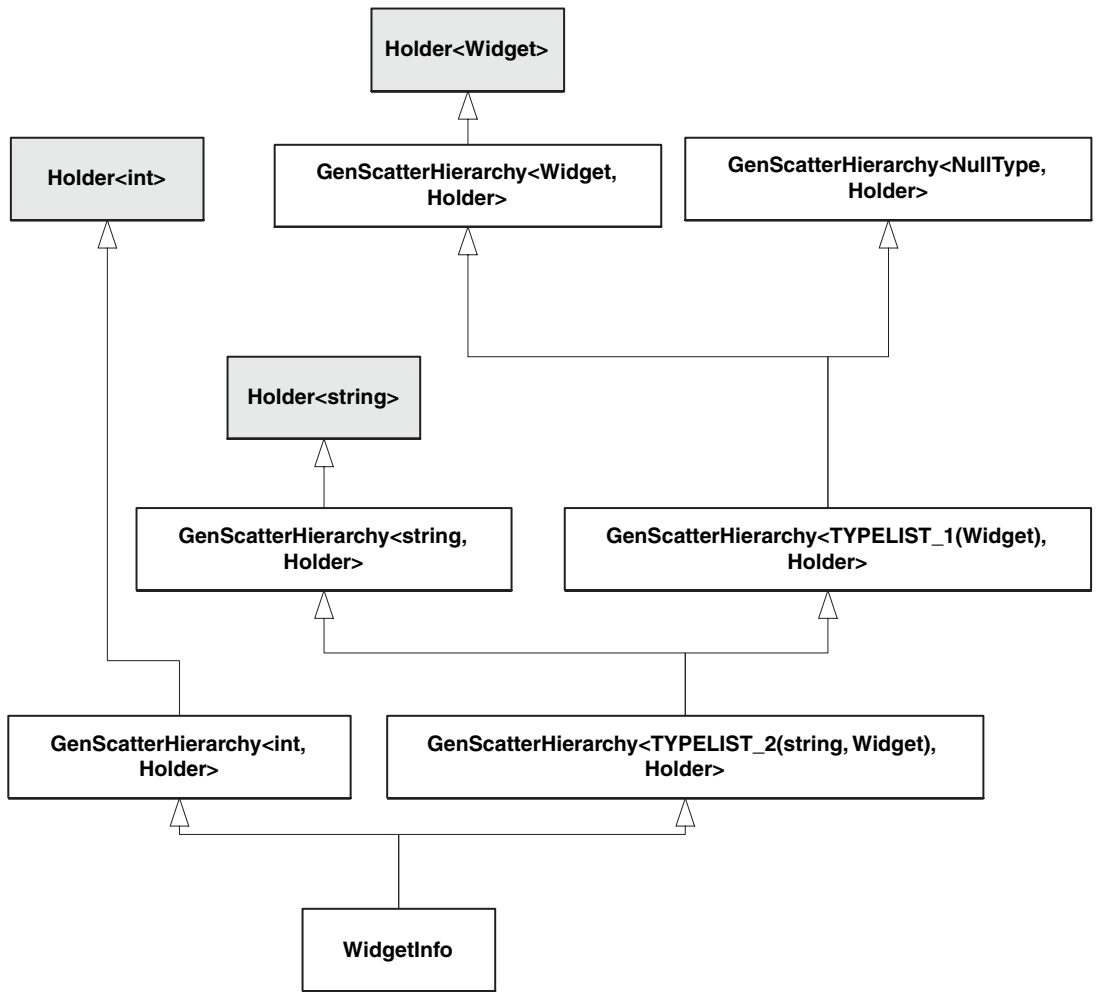 Holder<Widget>
Holder<int>
GenScatterHierarchy<Widget,
Holder>
GenScatterHierarchy<NullType,
Holder>
Holder<string>
GenScatterHierarchy<string,
Holder>
GenScatterHierarchy<TYPELIST_1(Widget),
Holder>
GenScatterHierarchy<int,
Holder>
GenScatterHierarchy<TYPELIST_2(string, Widget),
Holder>
WidgetInfo